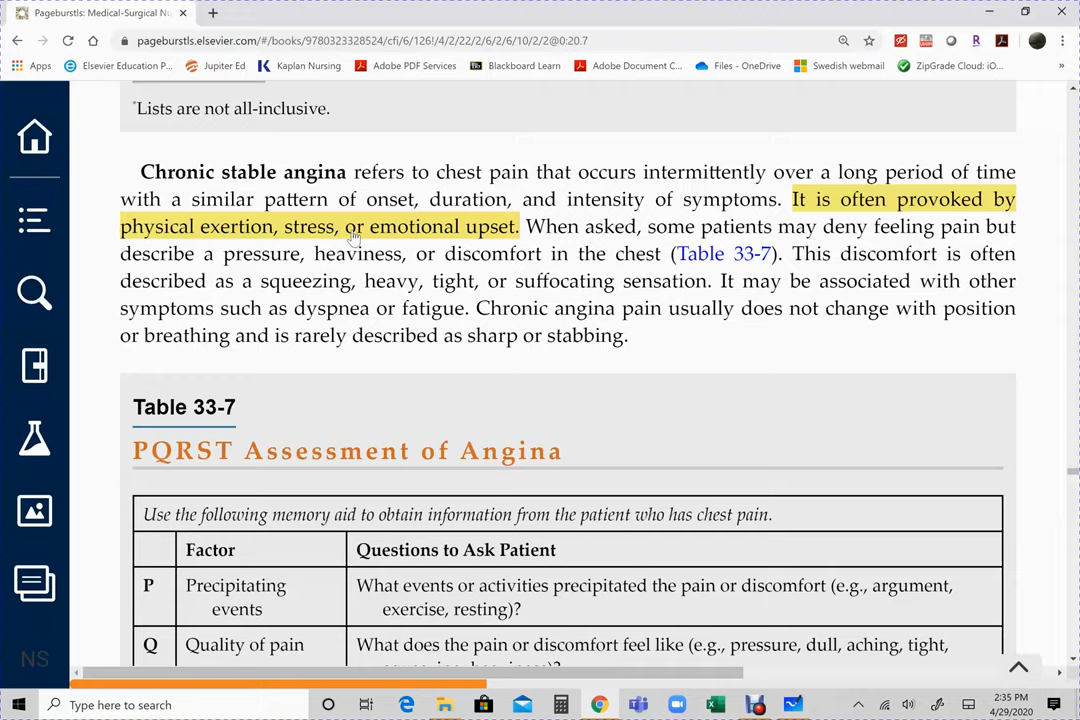 Pageburstls: Medical-Surgical Nu
pageburstls.elsevier.com/#/books/9780323328524/cfi/6/126!/4/2/22/6/2/6/10/2/2@0:20.7
Apps
Elsevier Education P...
Jupiter Ed
Kaplan Nursing
Adobe PDF Services
Blackboard Learn
Adobe Document C...
Files - OneDrive
Swedish webmail
ZipGrade Cloud: iO...
»
*Lists are not all-inclusive.
Chronic stable angina refers to chest pain that occurs intermittently over a long period of time
with a similar pattern of onset, duration, and intensity of symptoms. It is often provoked by
physical exertion, stress, or emotional upset. When asked, some patients may deny feeling pain but
describe a pressure, heaviness, or discomfort in the chest (Table 33-7). This discomfort is often
described as a squeezing, heavy, tight, or suffocating sensation. It may be associated with other
symptoms such as dyspnea or fatigue. Chronic angina pain usually does not change with position
or breathing and is rarely described as sharp or stabbing.
Table 33-7
PQRST Assessment of Angina
Use the following memory aid to obtain information from the patient who has chest pain.
Factor Questions to Ask Patient
P Precipitating What events or activities precipitated the pain or discomfort (e.g., argument,
events exercise, resting)?
Q Quality of pain What does the pain or discomfort feel like (e.g., pressure, dull, aching, tight,
NS
Type here to search
2:35 PM
4/29/2020